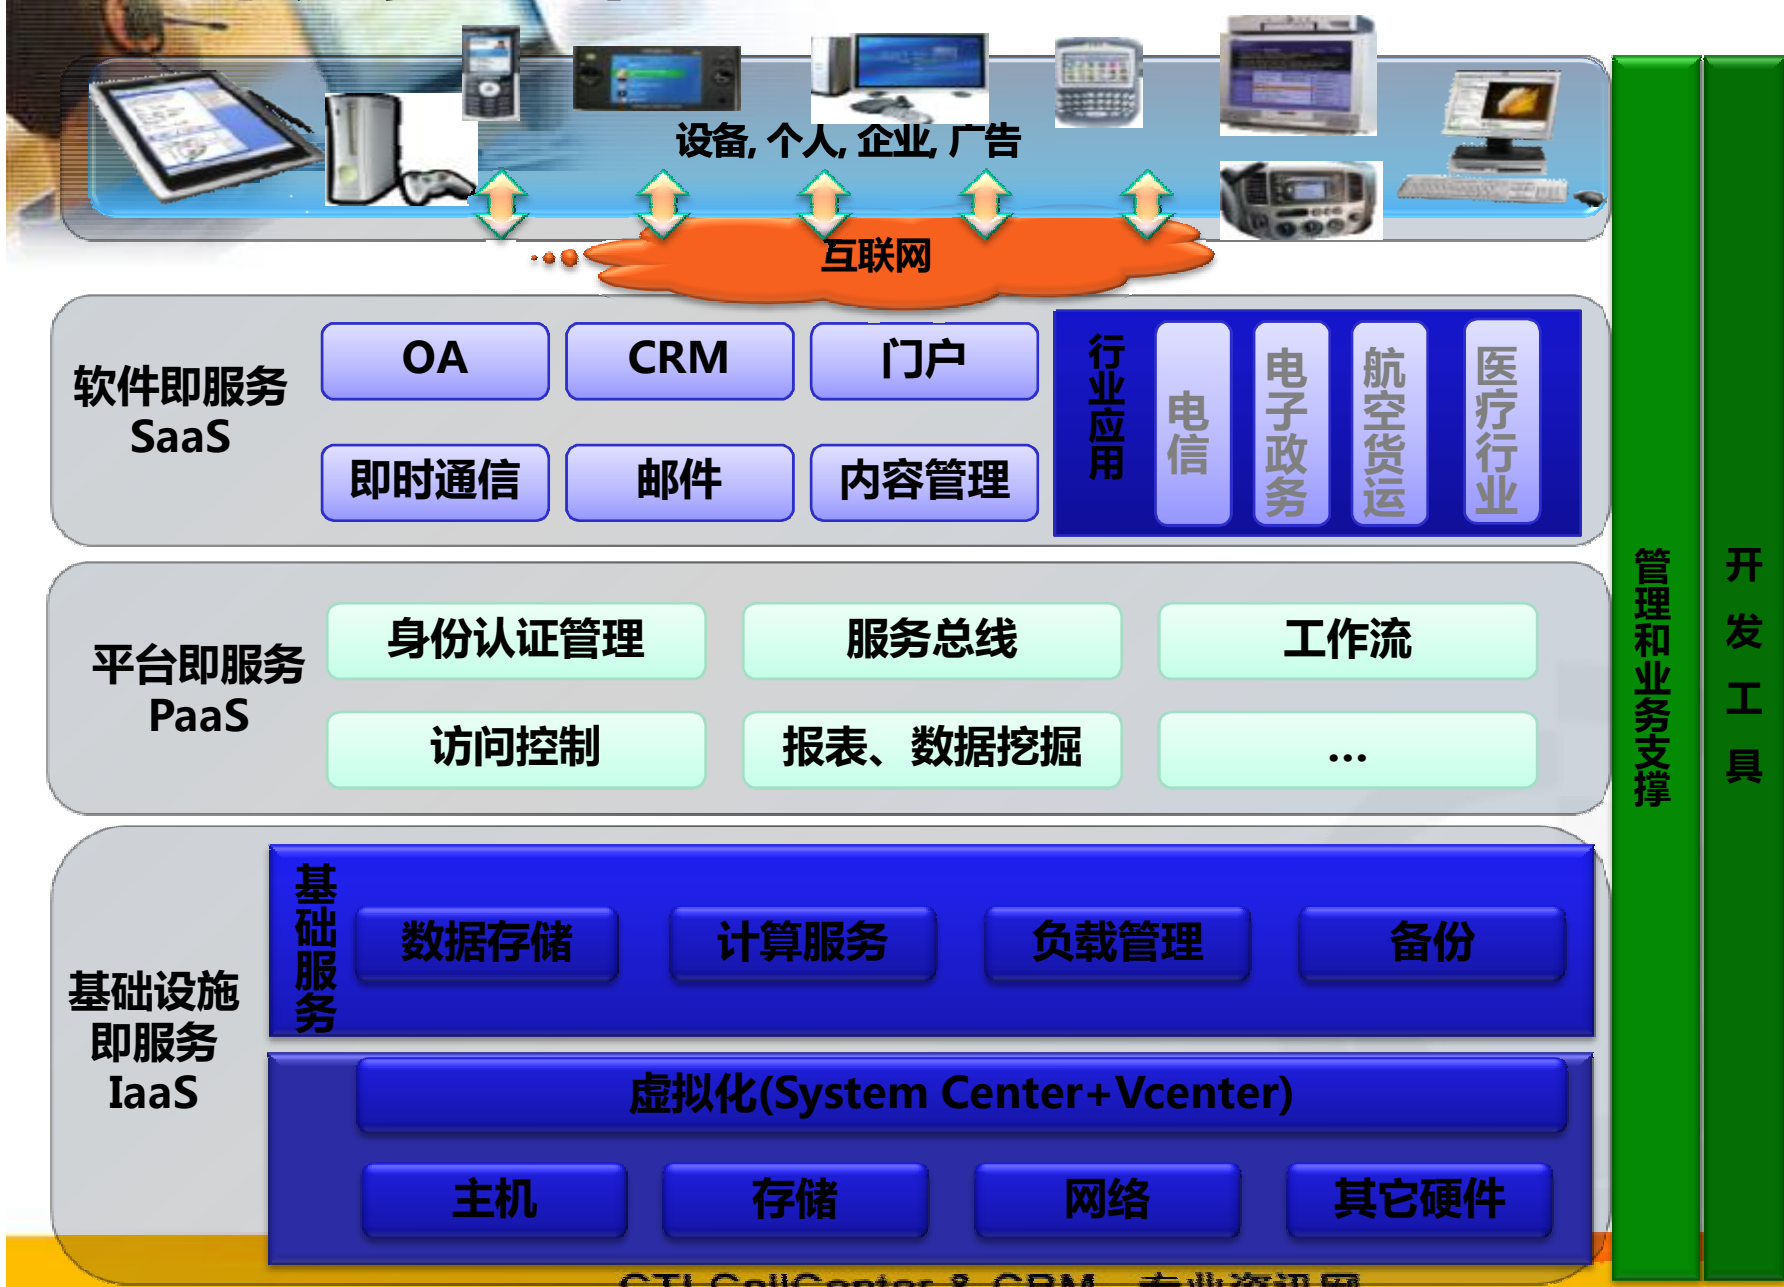 设备, 个人, 企业, 广告
互联网
软件即服务
SaaS
OA
CRM
门户
即时通信
邮件
内容管理
行业应用
电信
电子政务
航空货运
医疗行业
平台即服务
PaaS
身份认证管理
服务总线
工作流
访问控制
报表、数据挖掘
...
基础设施
即服务
IaaS
基础服务
数据存储
计算服务
负载管理
备份
虚拟化(System Center+Vcenter)
主机
存储
网络
其它硬件
管理和业务支撑
开发工具